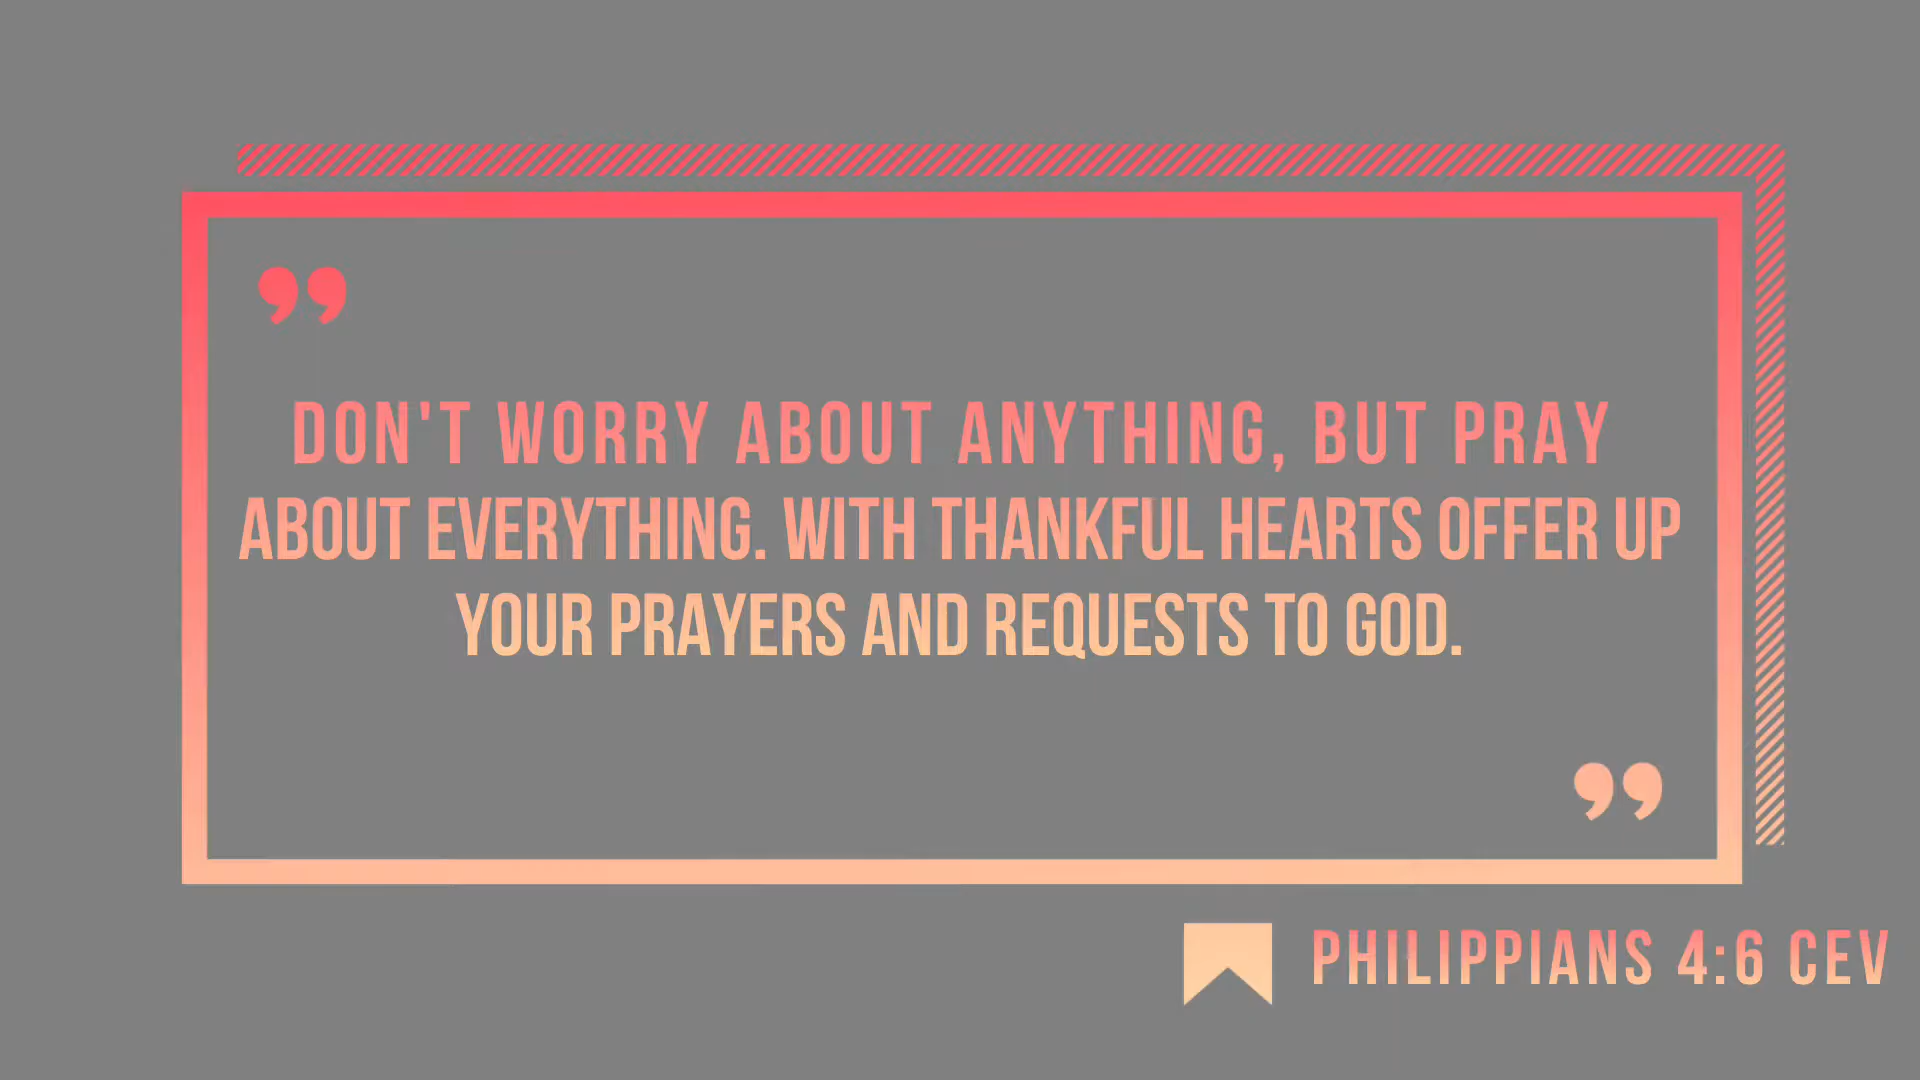 ”
DON'T WORRY ABOUT ANYTHING, BUT PRAY
ABOUT EVERYTHING. WITH THANKFUL HEARTS OFFER UP
YOUR PRAYERS AND REQUESTS TO GOD.
”
PHILIPPIANS 4:6 CEV